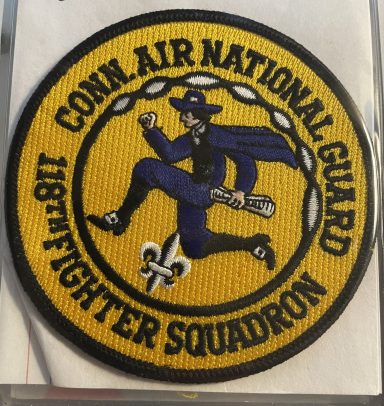 CONN. AIR NATIONAL GUARD
118TH FIGHTER SQUADRON